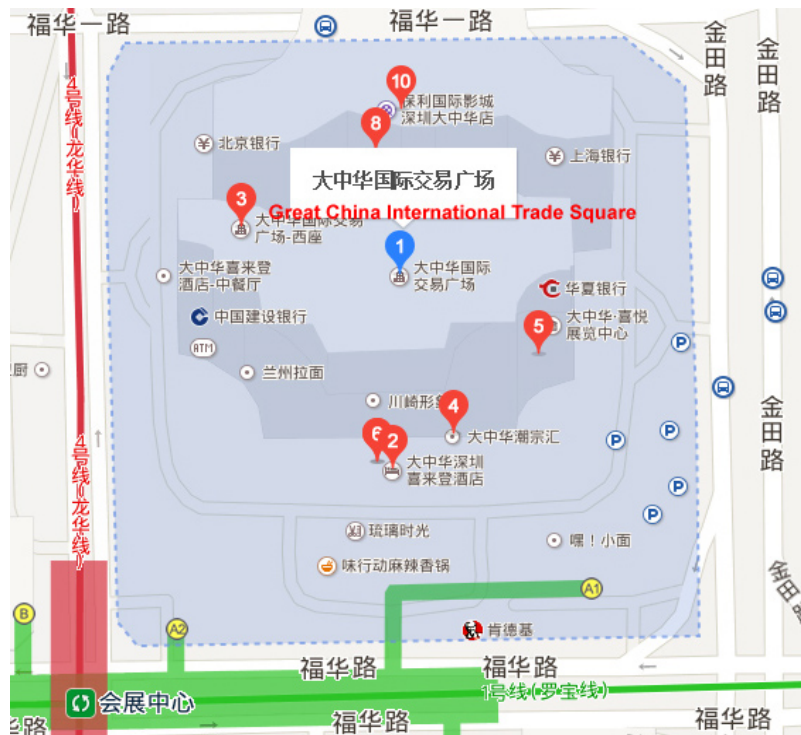 福华一路
福华一路
金田路
金田路
4号线(龙华线)
10
保利国际影城
深圳大中华店
8
北京银行
上海银行
大中华国际交易广场
3
Great China International Trade Square
大中华国际交易
广场-西座
1
大中华国际
交易广场
大中华喜来登
酒店-中餐厅
华夏银行
中国建设银行
5
大中华·喜悦
展览中心
ATM
P
厨
兰州拉面
川崎形象
4
金田路
大中华潮宗汇
P
P
6
2
大中华深圳
喜来登酒店
4号线(龙华线)
P
P
琉璃时光
嘿！小面
味行动麻辣香锅
金田路
A1
B
A2
肯德基
福华路
福华路
1号线(罗宝线)
会展中心
福华路
福华路
华路